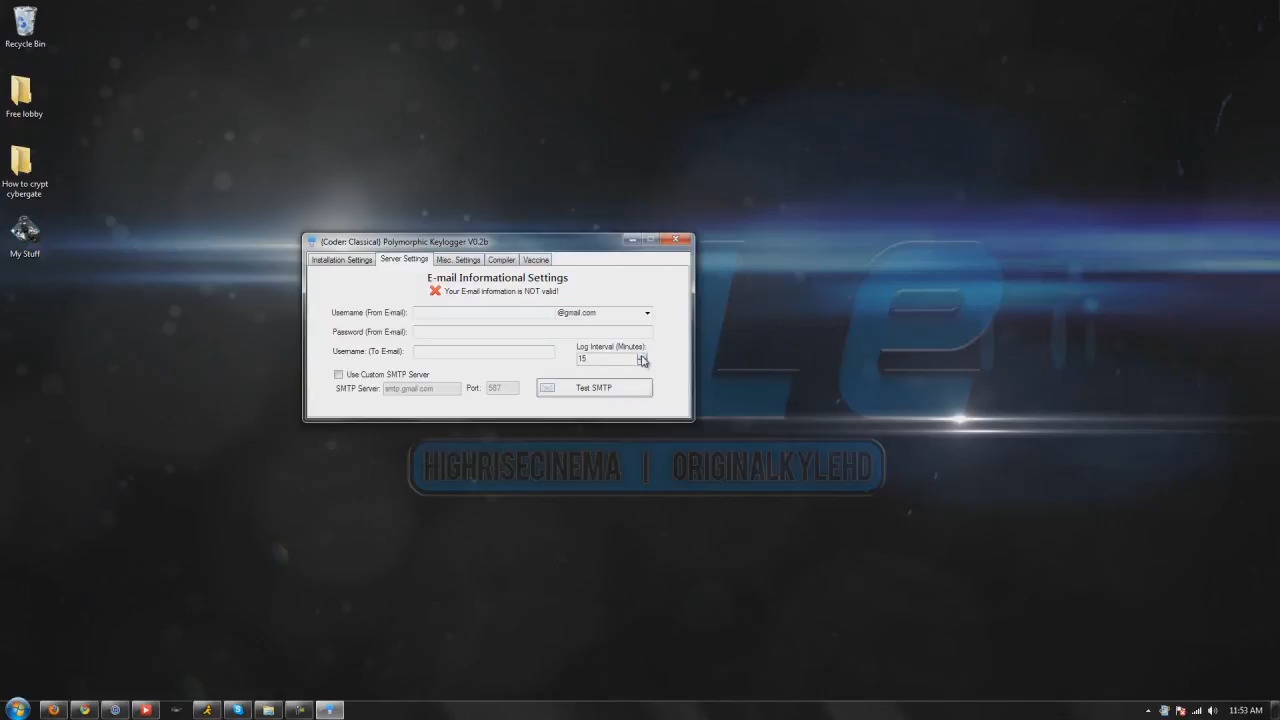 Recycle Bin
Free lobby
How to crypt
cybergate
My Stuff
{Coder: Classical} Polymorphic Keylogger V0.2b
Installation Settings Server Settings Misc. Settings Compiler Vaccine
E-mail Informational Settings
Your E-mail information is NOT valid!
Username (From E-mail): @gmail.com
Password (From E-mail):
Username: (To E-mail):
Log Interval (Minutes):
15
Use Custom SMTP Server
SMTP Server: smtp.gmail.com Port: 587 Test SMTP
HIGHRISECINEMA | ORIGINALKYLEHD
11:53 AM